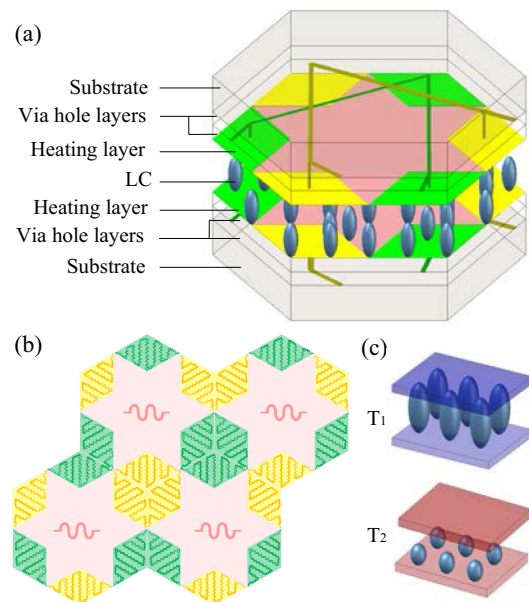 (a)
Substrate
Via hole layers
Heating layer
LC
Heating layer
Via hole layers
Substrate
(b)
(c)
T1
T2